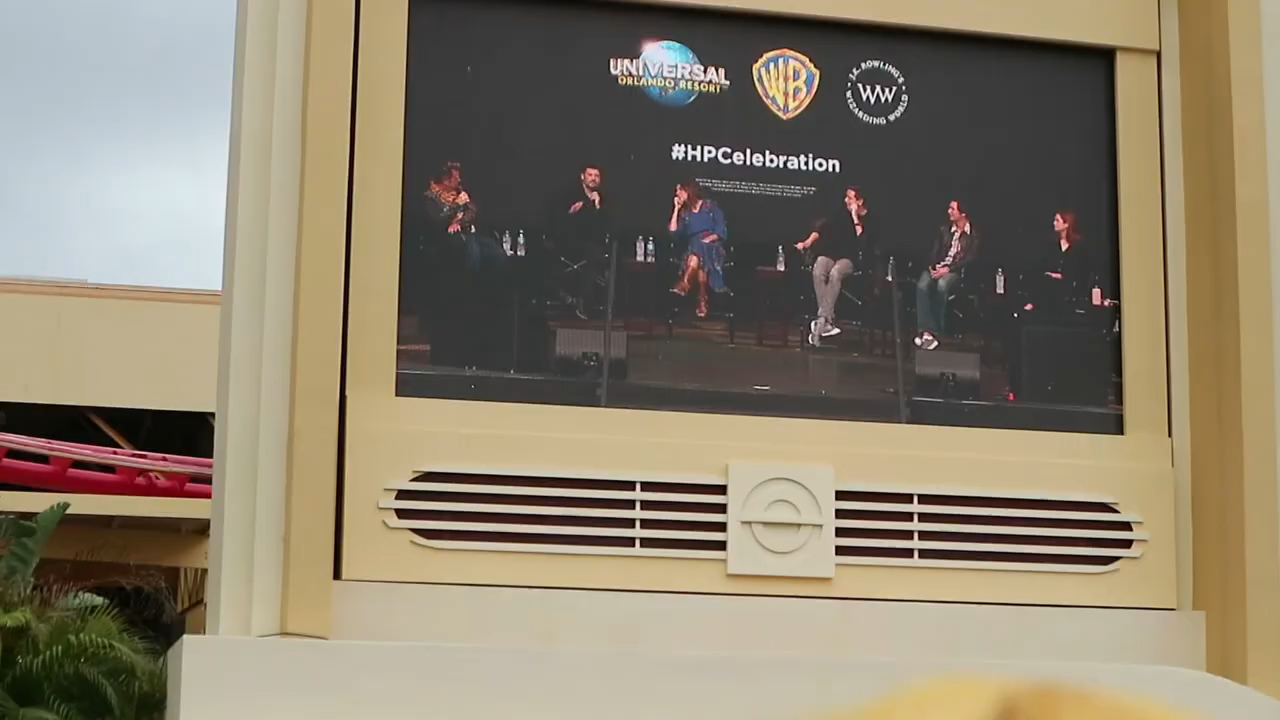 UNIVERSAL
ORLANDO RESORT
WB
J.K. ROWLING'S
WW
WIZARDING WORLD
#HPCelebration